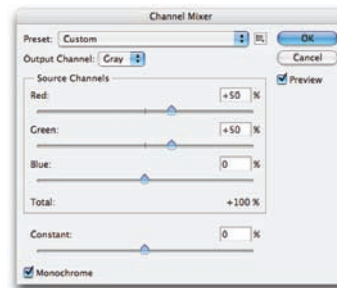 Channel Mixer
Preset: Custom
OK
Output Channel: Gray
Cancel
Source Channels
Preview
Red: +50 %
Green: +50 %
Blue: 0 %
Total: +100 %
Constant: 0 %
Monochrome